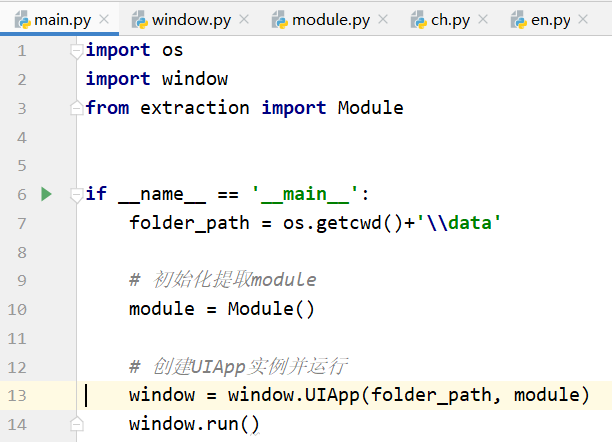 main.py window.py module.py ch.py en.py
1 import os
2 import window
3 from extraction import Module
4
5
6 if __name__ == '__main__':
7 folder_path = os.getcwd()+'\\data'
8
9 # 初始化提取module
10 module = Module()
11
12 # 创建UIApp实例并运行
13 window = window.UIApp(folder_path, module)
14 window.run()